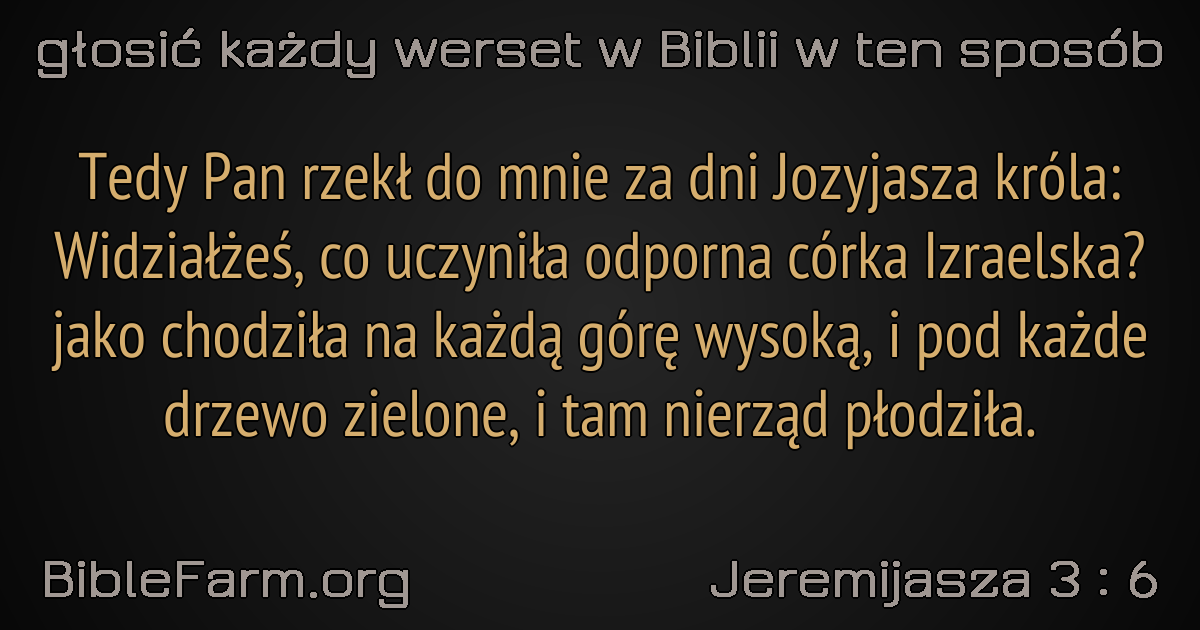 głosić każdy werset w Biblii w ten sposób
Tedy Pan rzekł do mnie za dni Jozyjasza króla:
Widziałżeś, co uczyniła odporna córka Izraelska?
jako chodziła na każdą górę wysoką, i pod każde
drzewo zielone, i tam nierząd płodziła.
BibleFarm.org
Jeremijasza 3 : 6